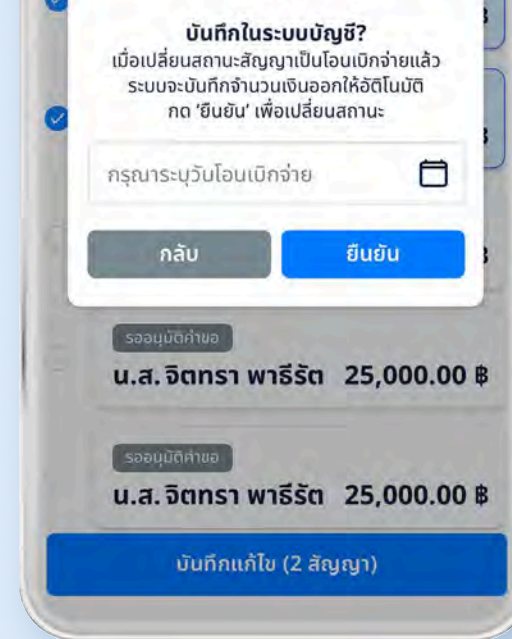 บันทึกในระบบบัญชี?
เมื่อเปลี่ยนสถานะสัญญาเป็นโอนเบิกจ่ายแล้ว
ระบบจะบันทึกจำนวนเงินออกให้อัติโนมัติ
กด ‘ยืนยัน’ เพื่อเปลี่ยนสถานะ
กรุณาระบุวันโอนเบิกจ่าย
กลับ ยืนยัน
รออนุมัติคำขอ
น.ส. จิตทรา พาธีรัต 25,000.00 ฿
รออนุมัติคำขอ
น.ส. จิตทรา พาธีรัต 25,000.00 ฿
บันทึกแก้ไข (2 สัญญา)